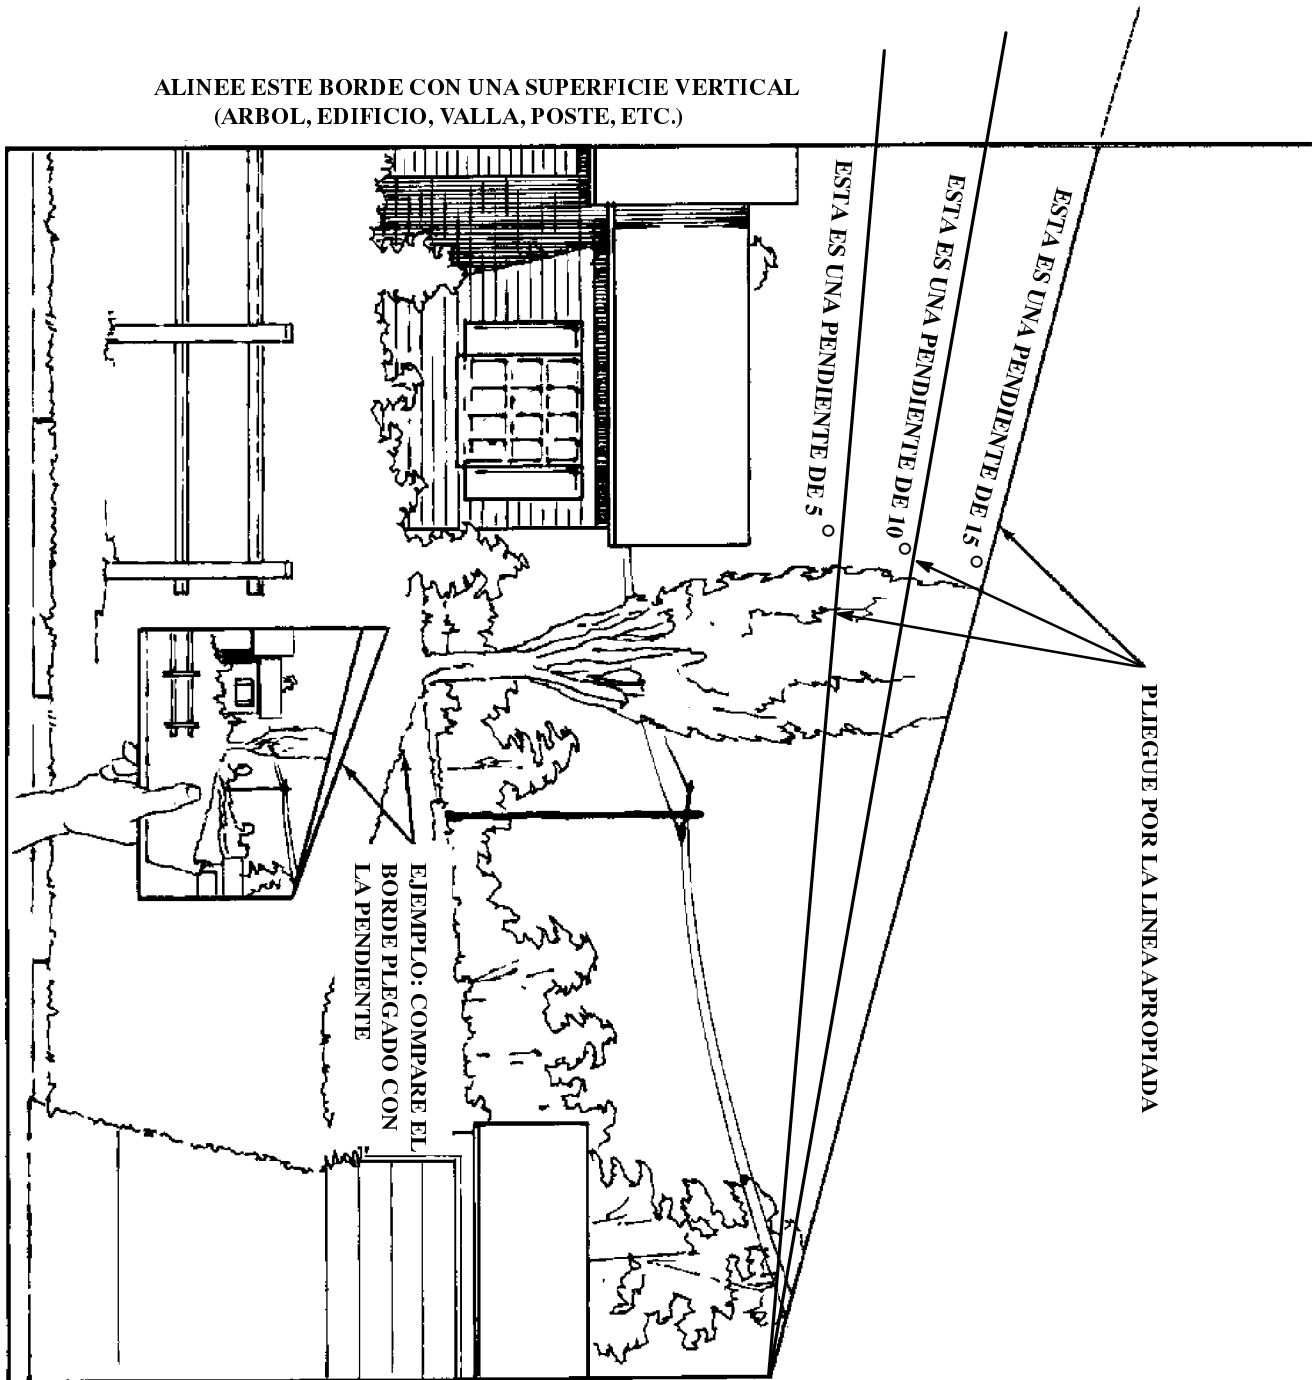 ALINEE ESTE BORDE CON UNA SUPERFICIE VERTICAL
(ARBOL, EDIFICIO, VALLA, POSTE, ETC.)
ESTA ES UNA PENDIENTE DE 15°
ESTA ES UNA PENDIENTE DE 10°
ESTA ES UNA PENDIENTE DE 5°
PLIEGUE POR LA LINEA APROPIADA
EJEMPLO: COMPARE EL
BORDE PLEGADO CON
LA PENDIENTE